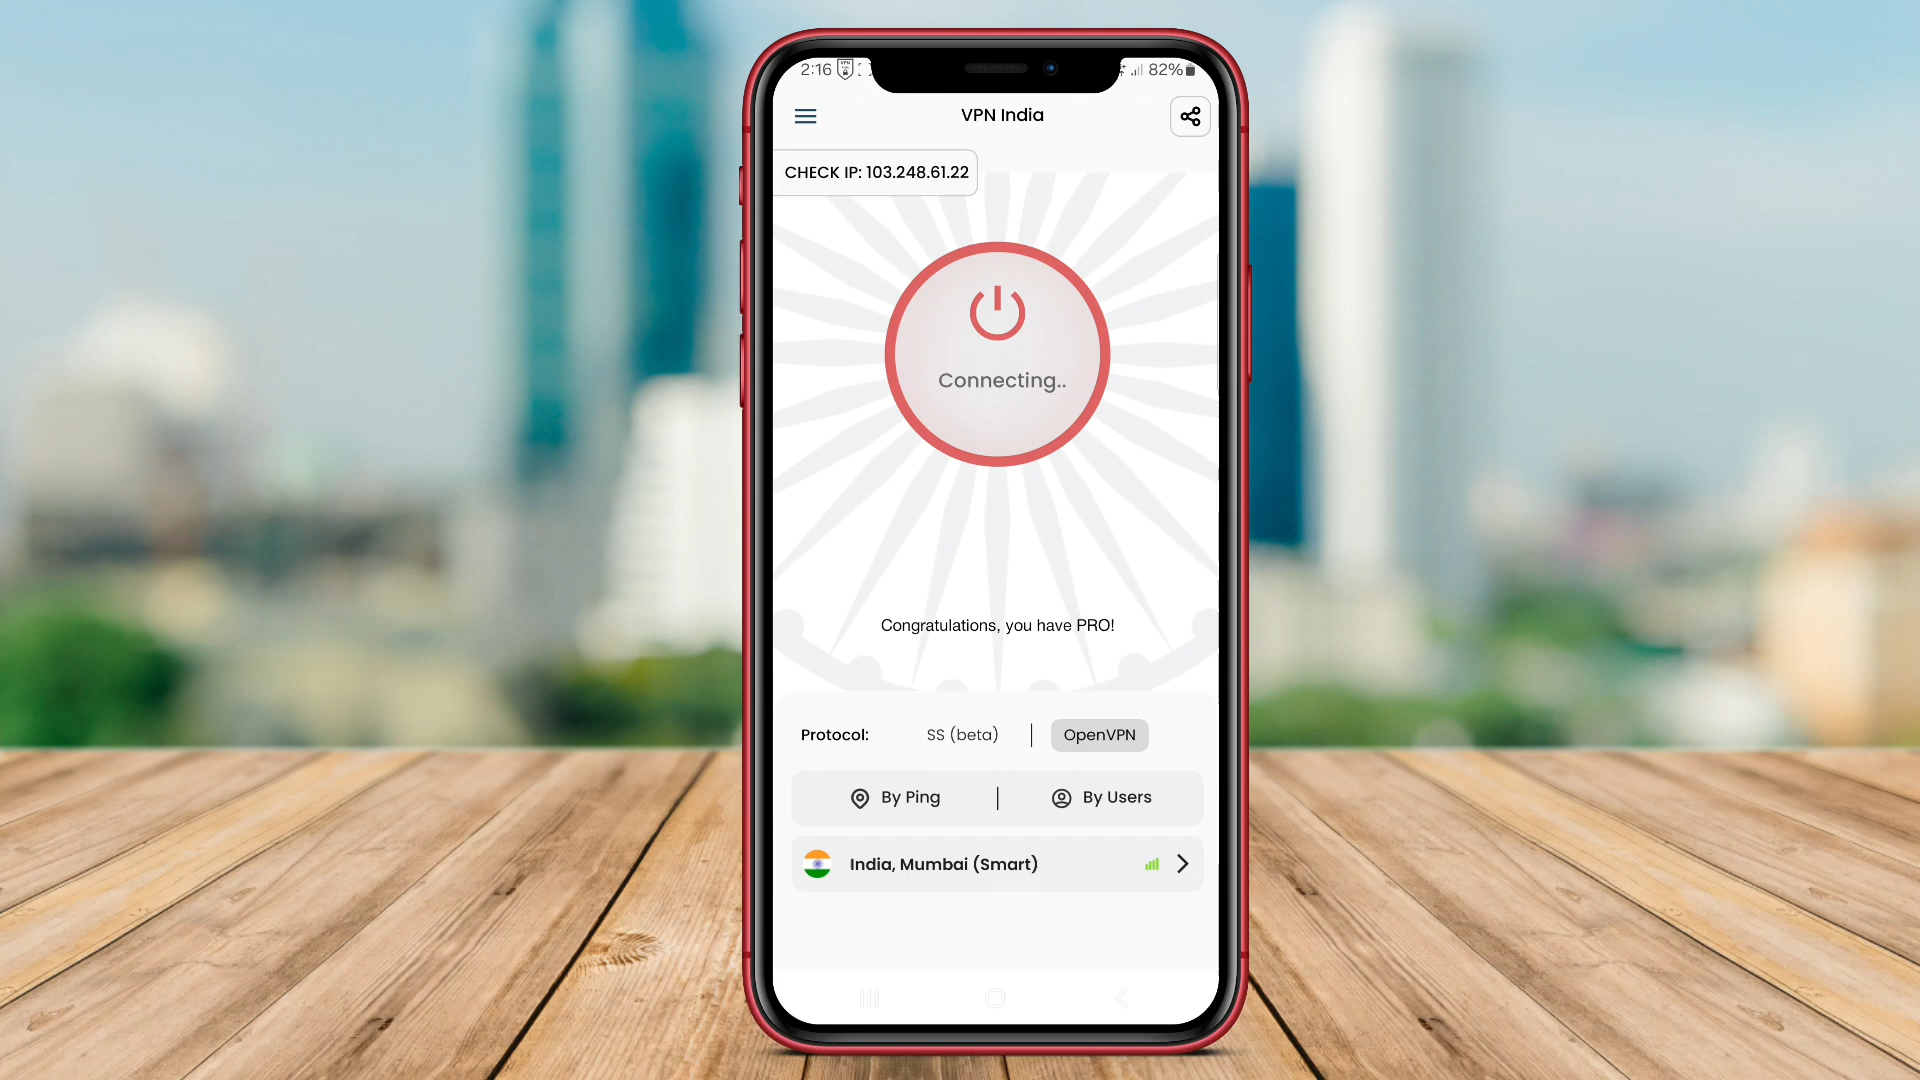 2:16
82%
VPN India
CHECK IP: 103.248.61.22
Connecting..
Congratulations, you have PRO!
Protocol:
SS (beta)
OpenVPN
By Ping
By Users
India, Mumbai (Smart)